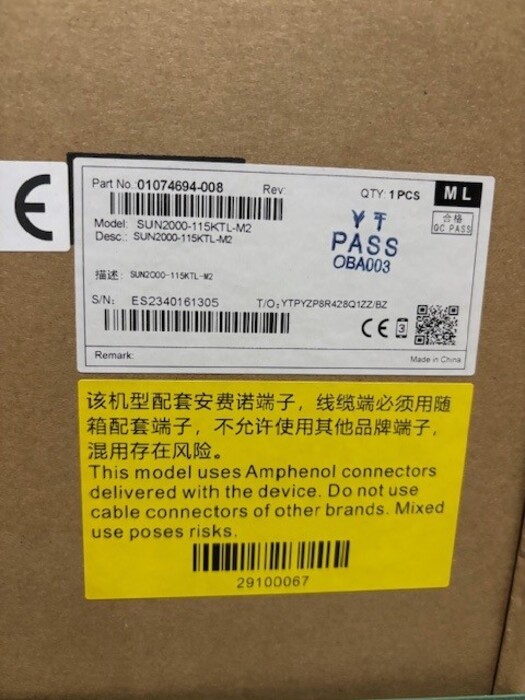 CE
Part No.: 01074694-008 Rev: QTY: 1 PCS ML
Model: SUN2000-115KTL-M2
Desc.: SUN2000-115KTL-M2
合格
QC PASS
YT
PASS
OBA003
描述: SUN2000-115KTL-M2
S/N: ES2340161305 T/O: YTPYZP8R428Q1ZZ/BZ
CE 3
Remark: Made in China
该机型配套安费诺端子，线缆端必须用随
箱配套端子，不允许使用其他品牌端子，
混用存在风险。
This model uses Amphenol connectors
delivered with the device. Do not use
cable connectors of other brands. Mixed
use poses risks.
29100067